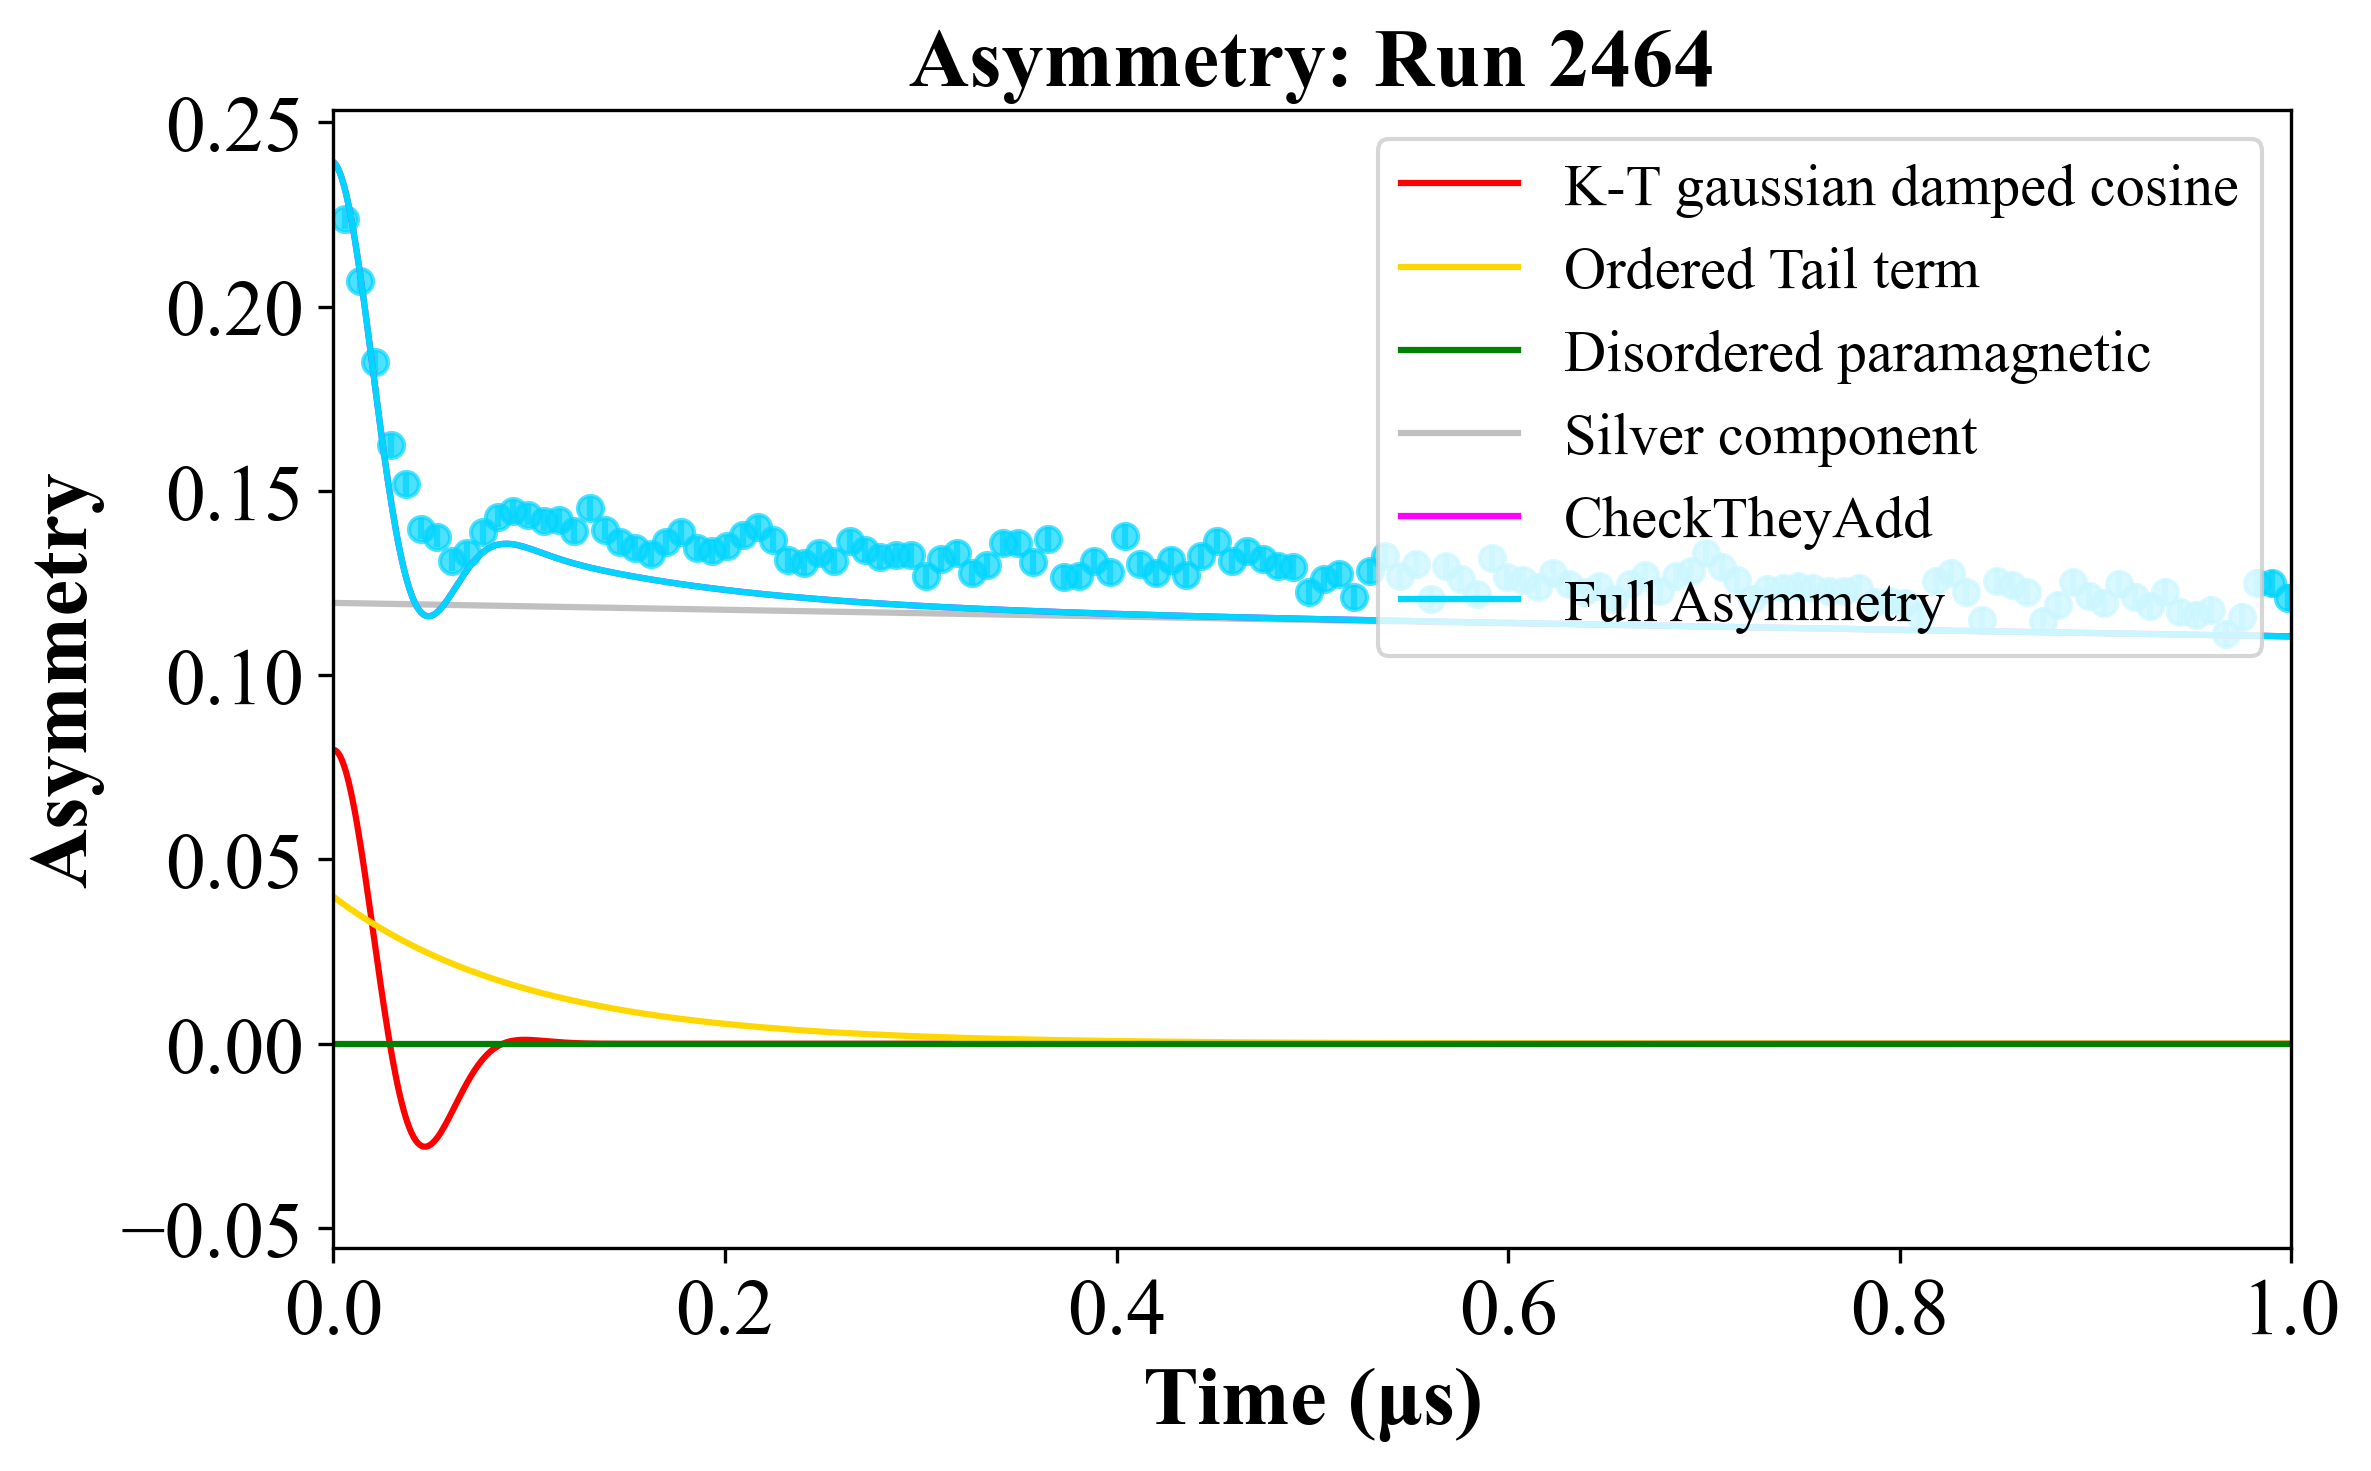 Asymmetry: Run 2464
0.25
0.20
0.15
0.10
0.05
0.00
−0.05
Asymmetry
K-T gaussian damped cosine
Ordered Tail term
Disordered paramagnetic
Silver component
CheckTheyAdd
Full Asymmetry
0.0 0.2 0.4 0.6 0.8 1.0
Time (μs)